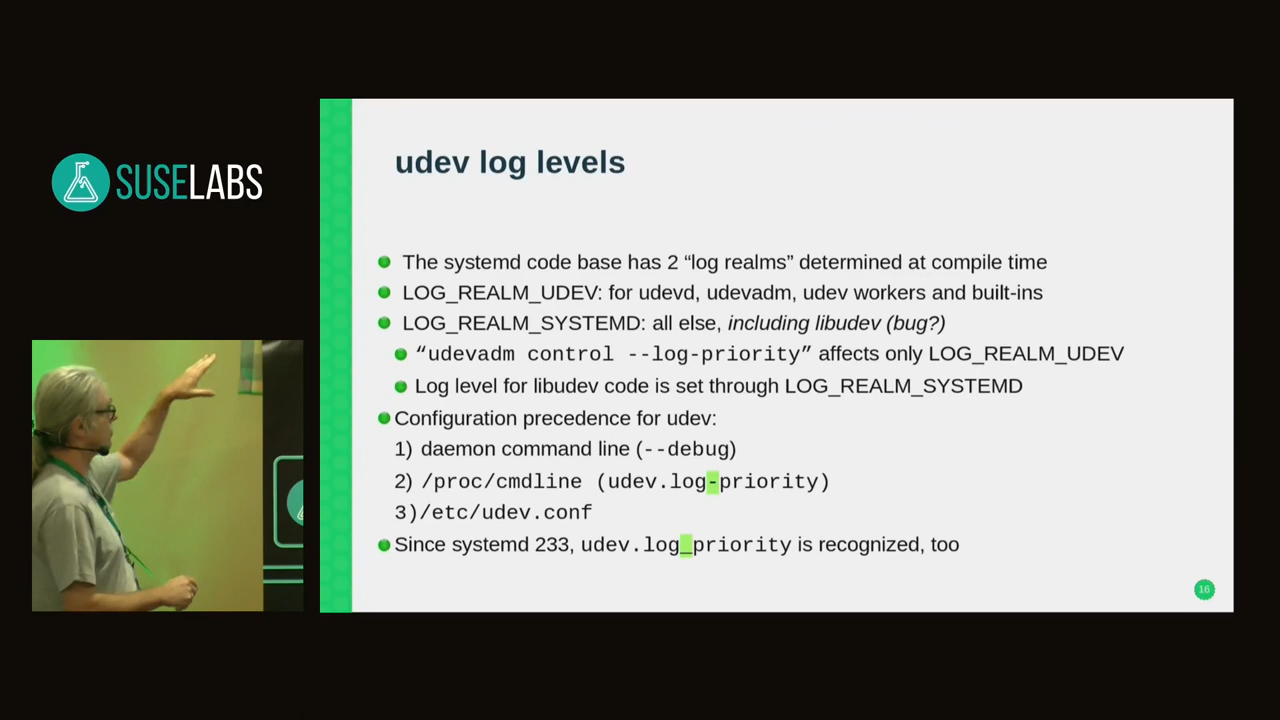 SUSELABS
udev log levels
The systemd code base has 2 “log realms” determined at compile time
LOG_REALM_UDEV: for udevd, udevadm, udev workers and built-ins
LOG_REALM_SYSTEMD: all else, including libudev (bug?)
“udevadm control --log-priority” affects only LOG_REALM_UDEV
Log level for libudev code is set through LOG_REALM_SYSTEMD
Configuration precedence for udev:
1) daemon command line (--debug)
2) /proc/cmdline (udev.log-priority)
3)/etc/udev.conf
Since systemd 233, udev.log_priority is recognized, too
16